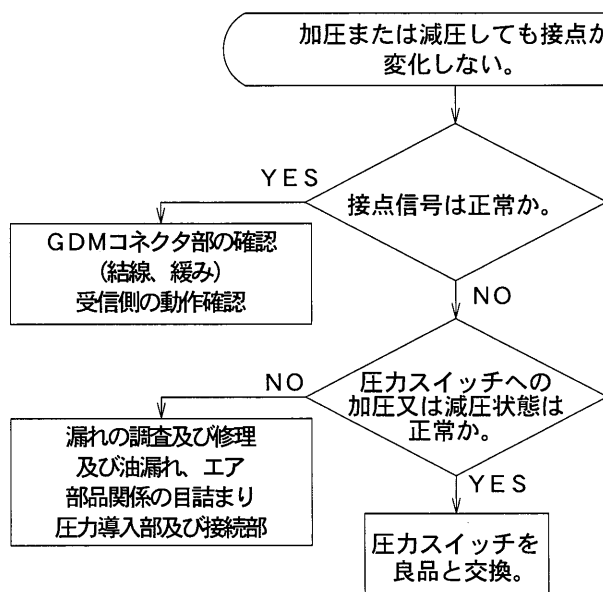 加圧または減圧しても接点が
変化しない。
YES
接点信号は正常か。
GDMコネクタ部の確認
(結線、緩み)
受信側の動作確認
NO
NO
圧力スイッチへの
加圧又は減圧状態は
正常か。
漏れの調査及び修理
及び油漏れ、エア
部品関係の目詰まり
圧力導入部及び接続部
YES
圧力スイッチを
良品と交換。